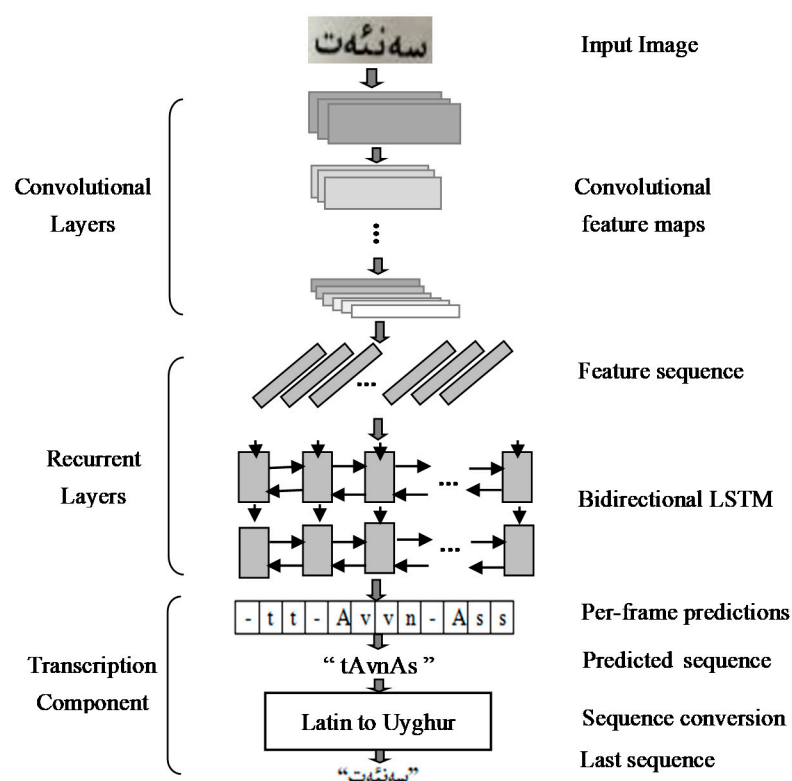 سەنئەت
Input Image
Convolutional
Layers
Convolutional
feature maps
...
Feature sequence
...
Recurrent
Layers
...
Bidirectional LSTM
...
- t t - A v v n - A s s
Per-frame predictions
Transcription
Component
“ tAvnAs ”
Predicted sequence
Latin to Uyghur
Sequence conversion
Last sequence
“سەنئەت”